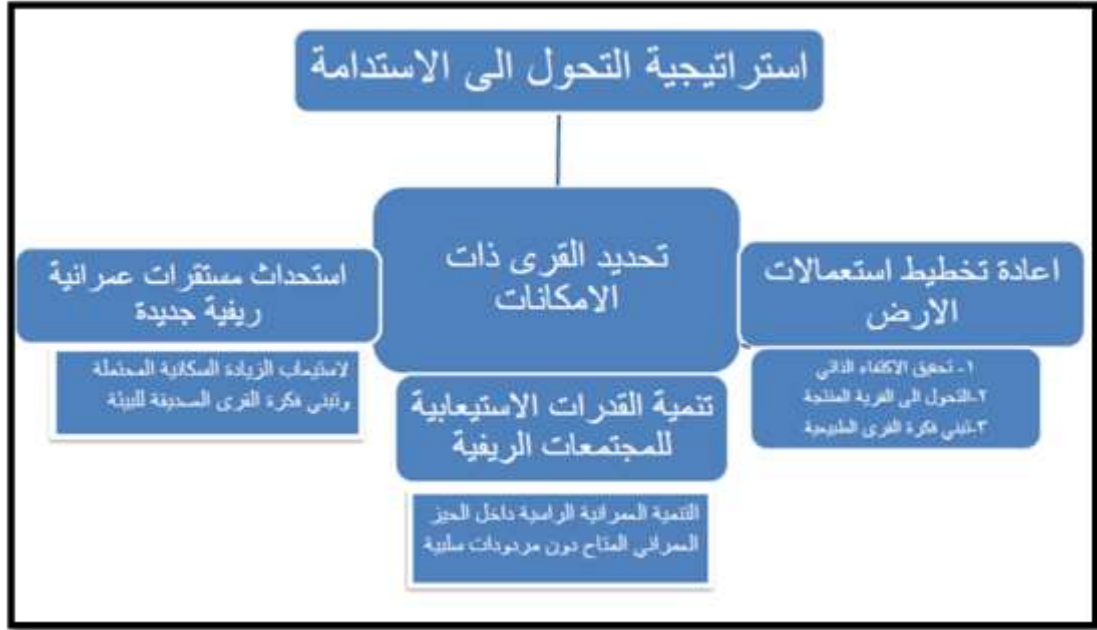 استراتيجية التحول الى الاستدامة
تحديد القرى ذات
الامكانات
اعادة تخطيط استعمالات
الارض
١- تحقيق الاكتفاء الذاتي
٢-التحول الى القرية المنتجة
٣-تبني فكرة القرى الطبيعية
تنمية القدرات الاستيعابية
للمجتمعات الريفية
التنمية العمرانية الراسية داخل الحيز
العمراني المتاح دون مردودات سلبية
استحداث مستقرات عمرانية
ريفية جديدة
لاستيعاب الزيادة السكانية المحتملة
وتبني فكرة القرى الصديقة للبيئة